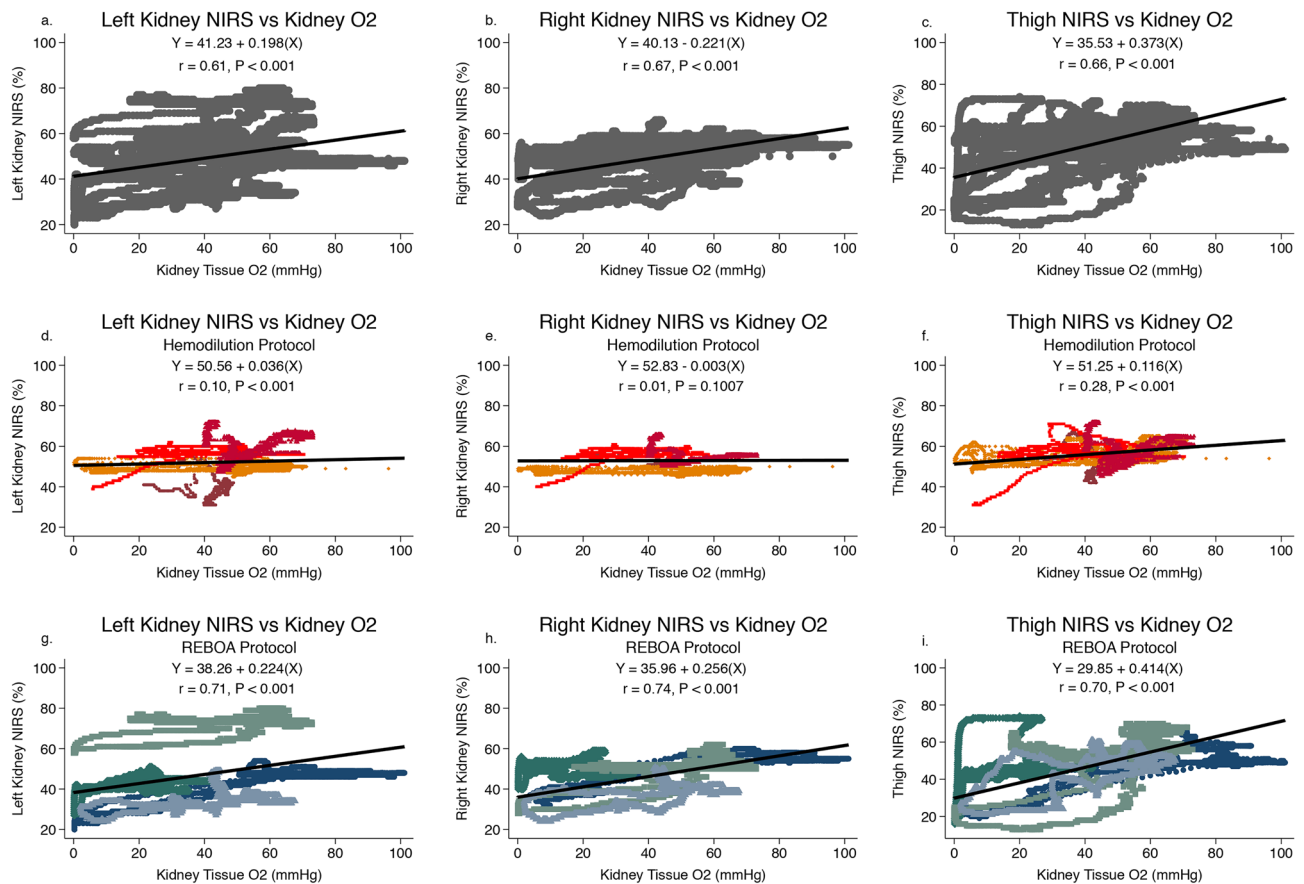 a.
Left Kidney NIRS vs Kidney O2
Y = 41.23 + 0.198(X)
r = 0.61, P < 0.001
Left Kidney NIRS (%)
100
80
60
40
20
0 20 40 60 80 100
Kidney Tissue O2 (mmHg)
b.
Right Kidney NIRS vs Kidney O2
Y = 40.13 - 0.221(X)
r = 0.67, P < 0.001
Right Kidney NIRS (%)
100
80
60
40
20
0 20 40 60 80 100
Kidney Tissue O2 (mmHg)
c.
Thigh NIRS vs Kidney O2
Y = 35.53 + 0.373(X)
r = 0.66, P < 0.001
Thigh NIRS (%)
100
80
60
40
20
0 20 40 60 80 100
Kidney Tissue O2 (mmHg)
d.
Left Kidney NIRS vs Kidney O2
Hemodilution Protocol
Y = 50.56 + 0.036(X)
r = 0.10, P < 0.001
Left Kidney NIRS (%)
100
80
60
40
20
0 20 40 60 80 100
Kidney Tissue O2 (mmHg)
e.
Right Kidney NIRS vs Kidney O2
Hemodilution Protocol
Y = 52.83 - 0.003(X)
r = 0.01, P = 0.1007
Right Kidney NIRS (%)
100
80
60
40
20
0 20 40 60 80 100
Kidney Tissue O2 (mmHg)
f.
Thigh NIRS vs Kidney O2
Hemodilution Protocol
Y = 51.25 + 0.116(X)
r = 0.28, P < 0.001
Thigh NIRS (%)
100
80
60
40
20
0 20 40 60 80 100
Kidney Tissue O2 (mmHg)
g.
Left Kidney NIRS vs Kidney O2
REBOA Protocol
Y = 38.26 + 0.224(X)
r = 0.71, P < 0.001
Left Kidney NIRS (%)
100
80
60
40
20
0 20 40 60 80 100
Kidney Tissue O2 (mmHg)
h.
Right Kidney NIRS vs Kidney O2
REBOA Protocol
Y = 35.96 + 0.256(X)
r = 0.74, P < 0.001
Right Kidney NIRS (%)
100
80
60
40
20
0 20 40 60 80 100
Kidney Tissue O2 (mmHg)
i.
Thigh NIRS vs Kidney O2
REBOA Protocol
Y = 29.85 + 0.414(X)
r = 0.70, P < 0.001
Thigh NIRS (%)
100
80
60
40
20
0 20 40 60 80 100
Kidney Tissue O2 (mmHg)